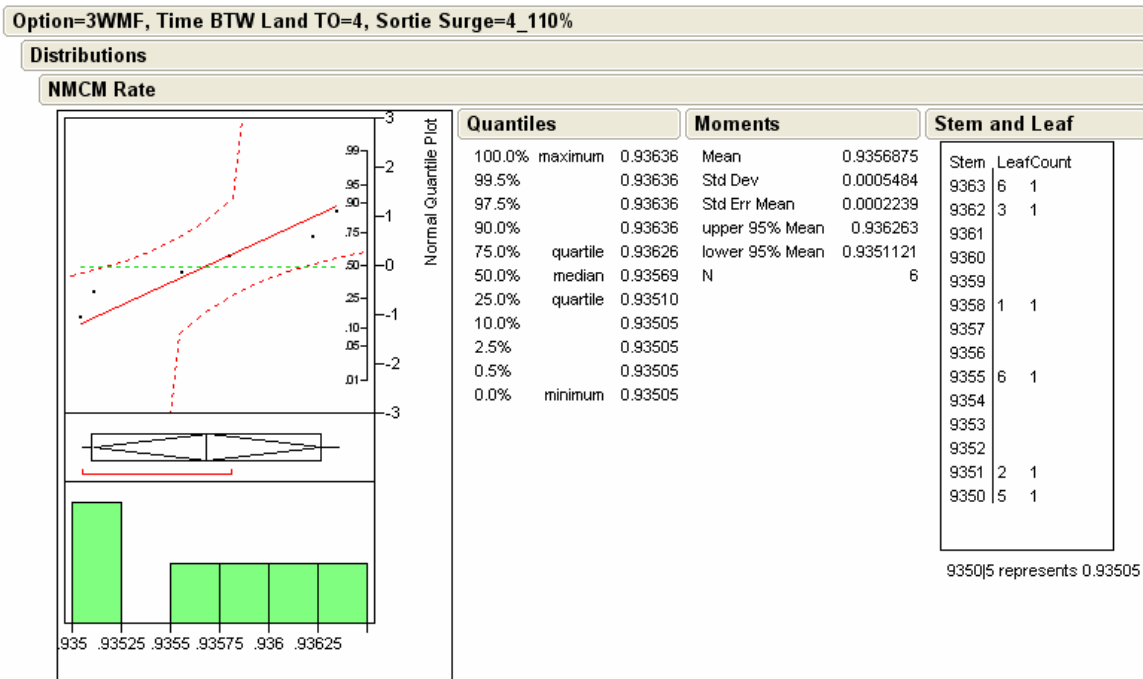 Option=3WMF, Time BTW Land TO=4, Sortie Surge=4_110%
Distributions
NMCM Rate
3
2
1
0
-1
-2
-3
.99
.95
.90
.75
.50
.25
.10
.05
.01
Normal Quantile Plot
.935 .93525 .9355 .93575 .936 .93625
Quantiles
100.0% maximum 0.93636
99.5% 0.93636
97.5% 0.93636
90.0% 0.93636
75.0% quartile 0.93626
50.0% median 0.93569
25.0% quartile 0.93510
10.0% 0.93505
2.5% 0.93505
0.5% 0.93505
0.0% minimum 0.93505
Moments
Mean 0.9356875
Std Dev 0.0005484
Std Err Mean 0.0002239
upper 95% Mean 0.936263
lower 95% Mean 0.9351121
N 6
Stem and Leaf
Stem Leaf Count
9363 6 1
9362 3 1
9361
9360
9359
9358 1 1
9357
9356
9355 6 1
9354
9353
9352
9351 2 1
9350 5 1
9350|5 represents 0.93505